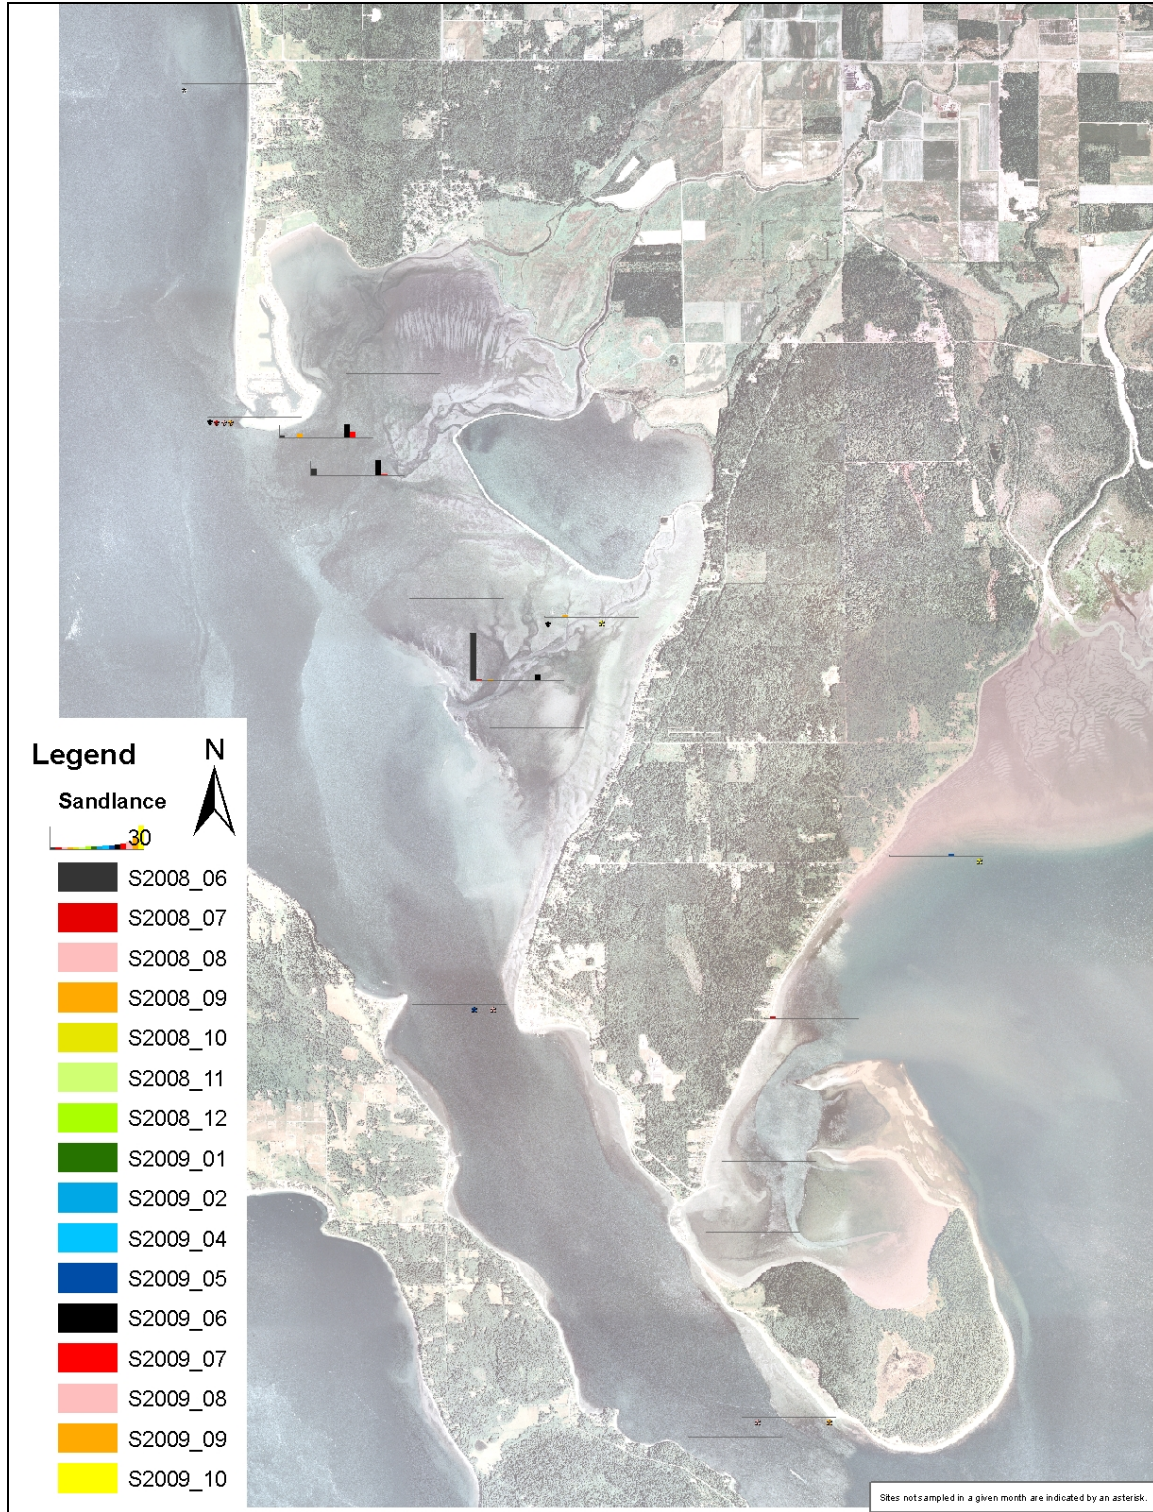 Legend
N
Sandlance
30
S2008_06
S2008_07
S2008_08
S2008_09
S2008_10
S2008_11
S2008_12
S2009_01
S2009_02
S2009_04
S2009_05
S2009_06
S2009_07
S2009_08
S2009_09
S2009_10
Sites not sampled in a given month are indicated by an asterisk.